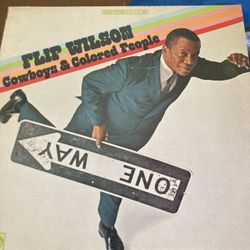 FLIP WILSON
Cowboys & Colored People
ONE WAY